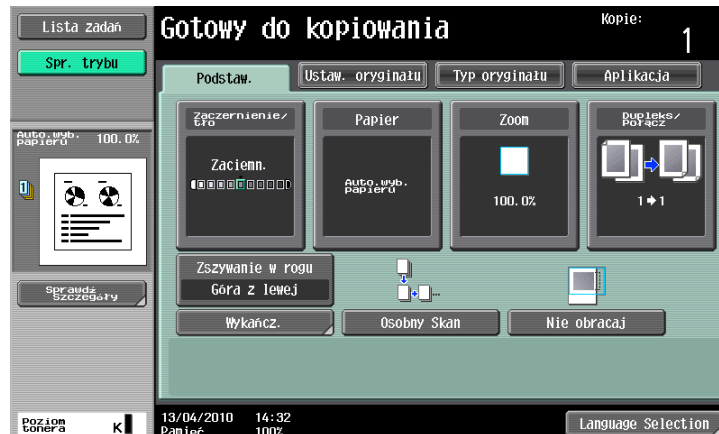 Lista zadań
Gotowy do kopiowania
Kopie:
1
Spr. trybu
Podstaw.
Ustaw. oryginału
Typ oryginału
Aplikacja
Auto.wyb.
papieru
100.0%
1
Zaczernienie/
tło
Zaciemn.
Papier
Auto.wyb.
papieru
Zoom
100.0%
Dupleks/
Połącz
1→1
Sprawdź
Szczegóły
Zszywanie w rogu
Góra z lewej
Wykańcz.
Osobny Skan
Nie obracaj
Poziom
tonera
K
13/04/2010 14:32
Pamięć 100%
Language Selection